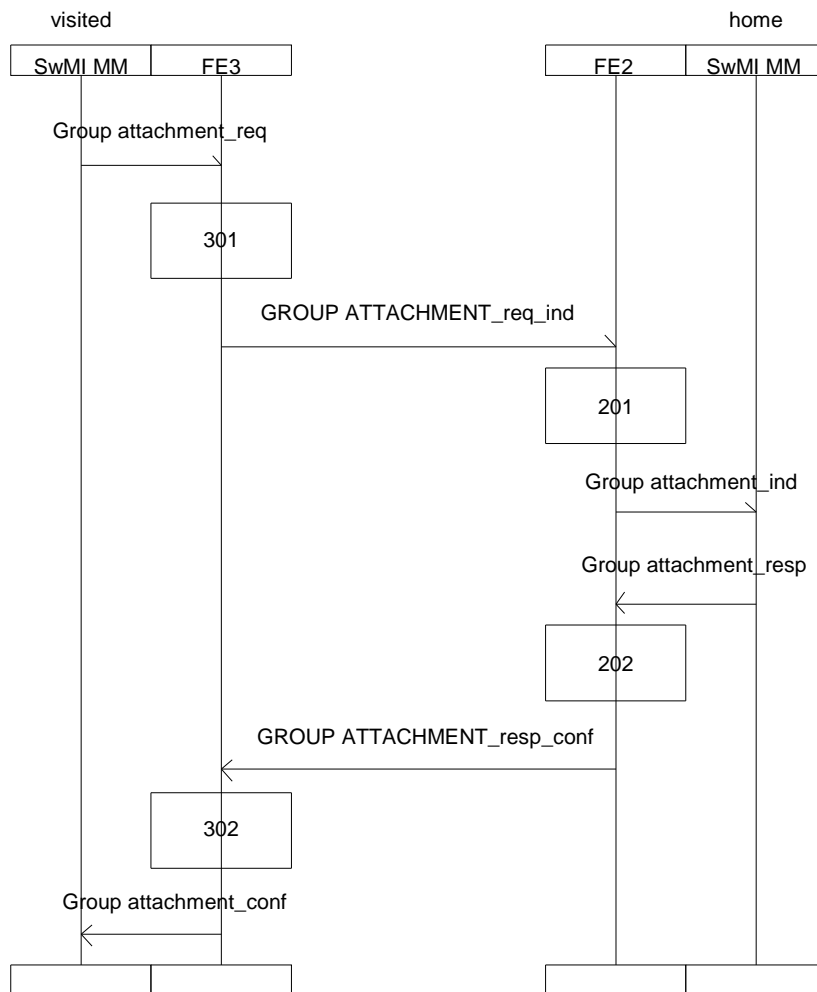 visited
home
SwMI MM
FE3
FE2
SwMI MM
Group attachment_req
301
GROUP ATTACHMENT_req_ind
201
Group attachment_ind
Group attachment_resp
202
GROUP ATTACHMENT_resp_conf
302
Group attachment_conf